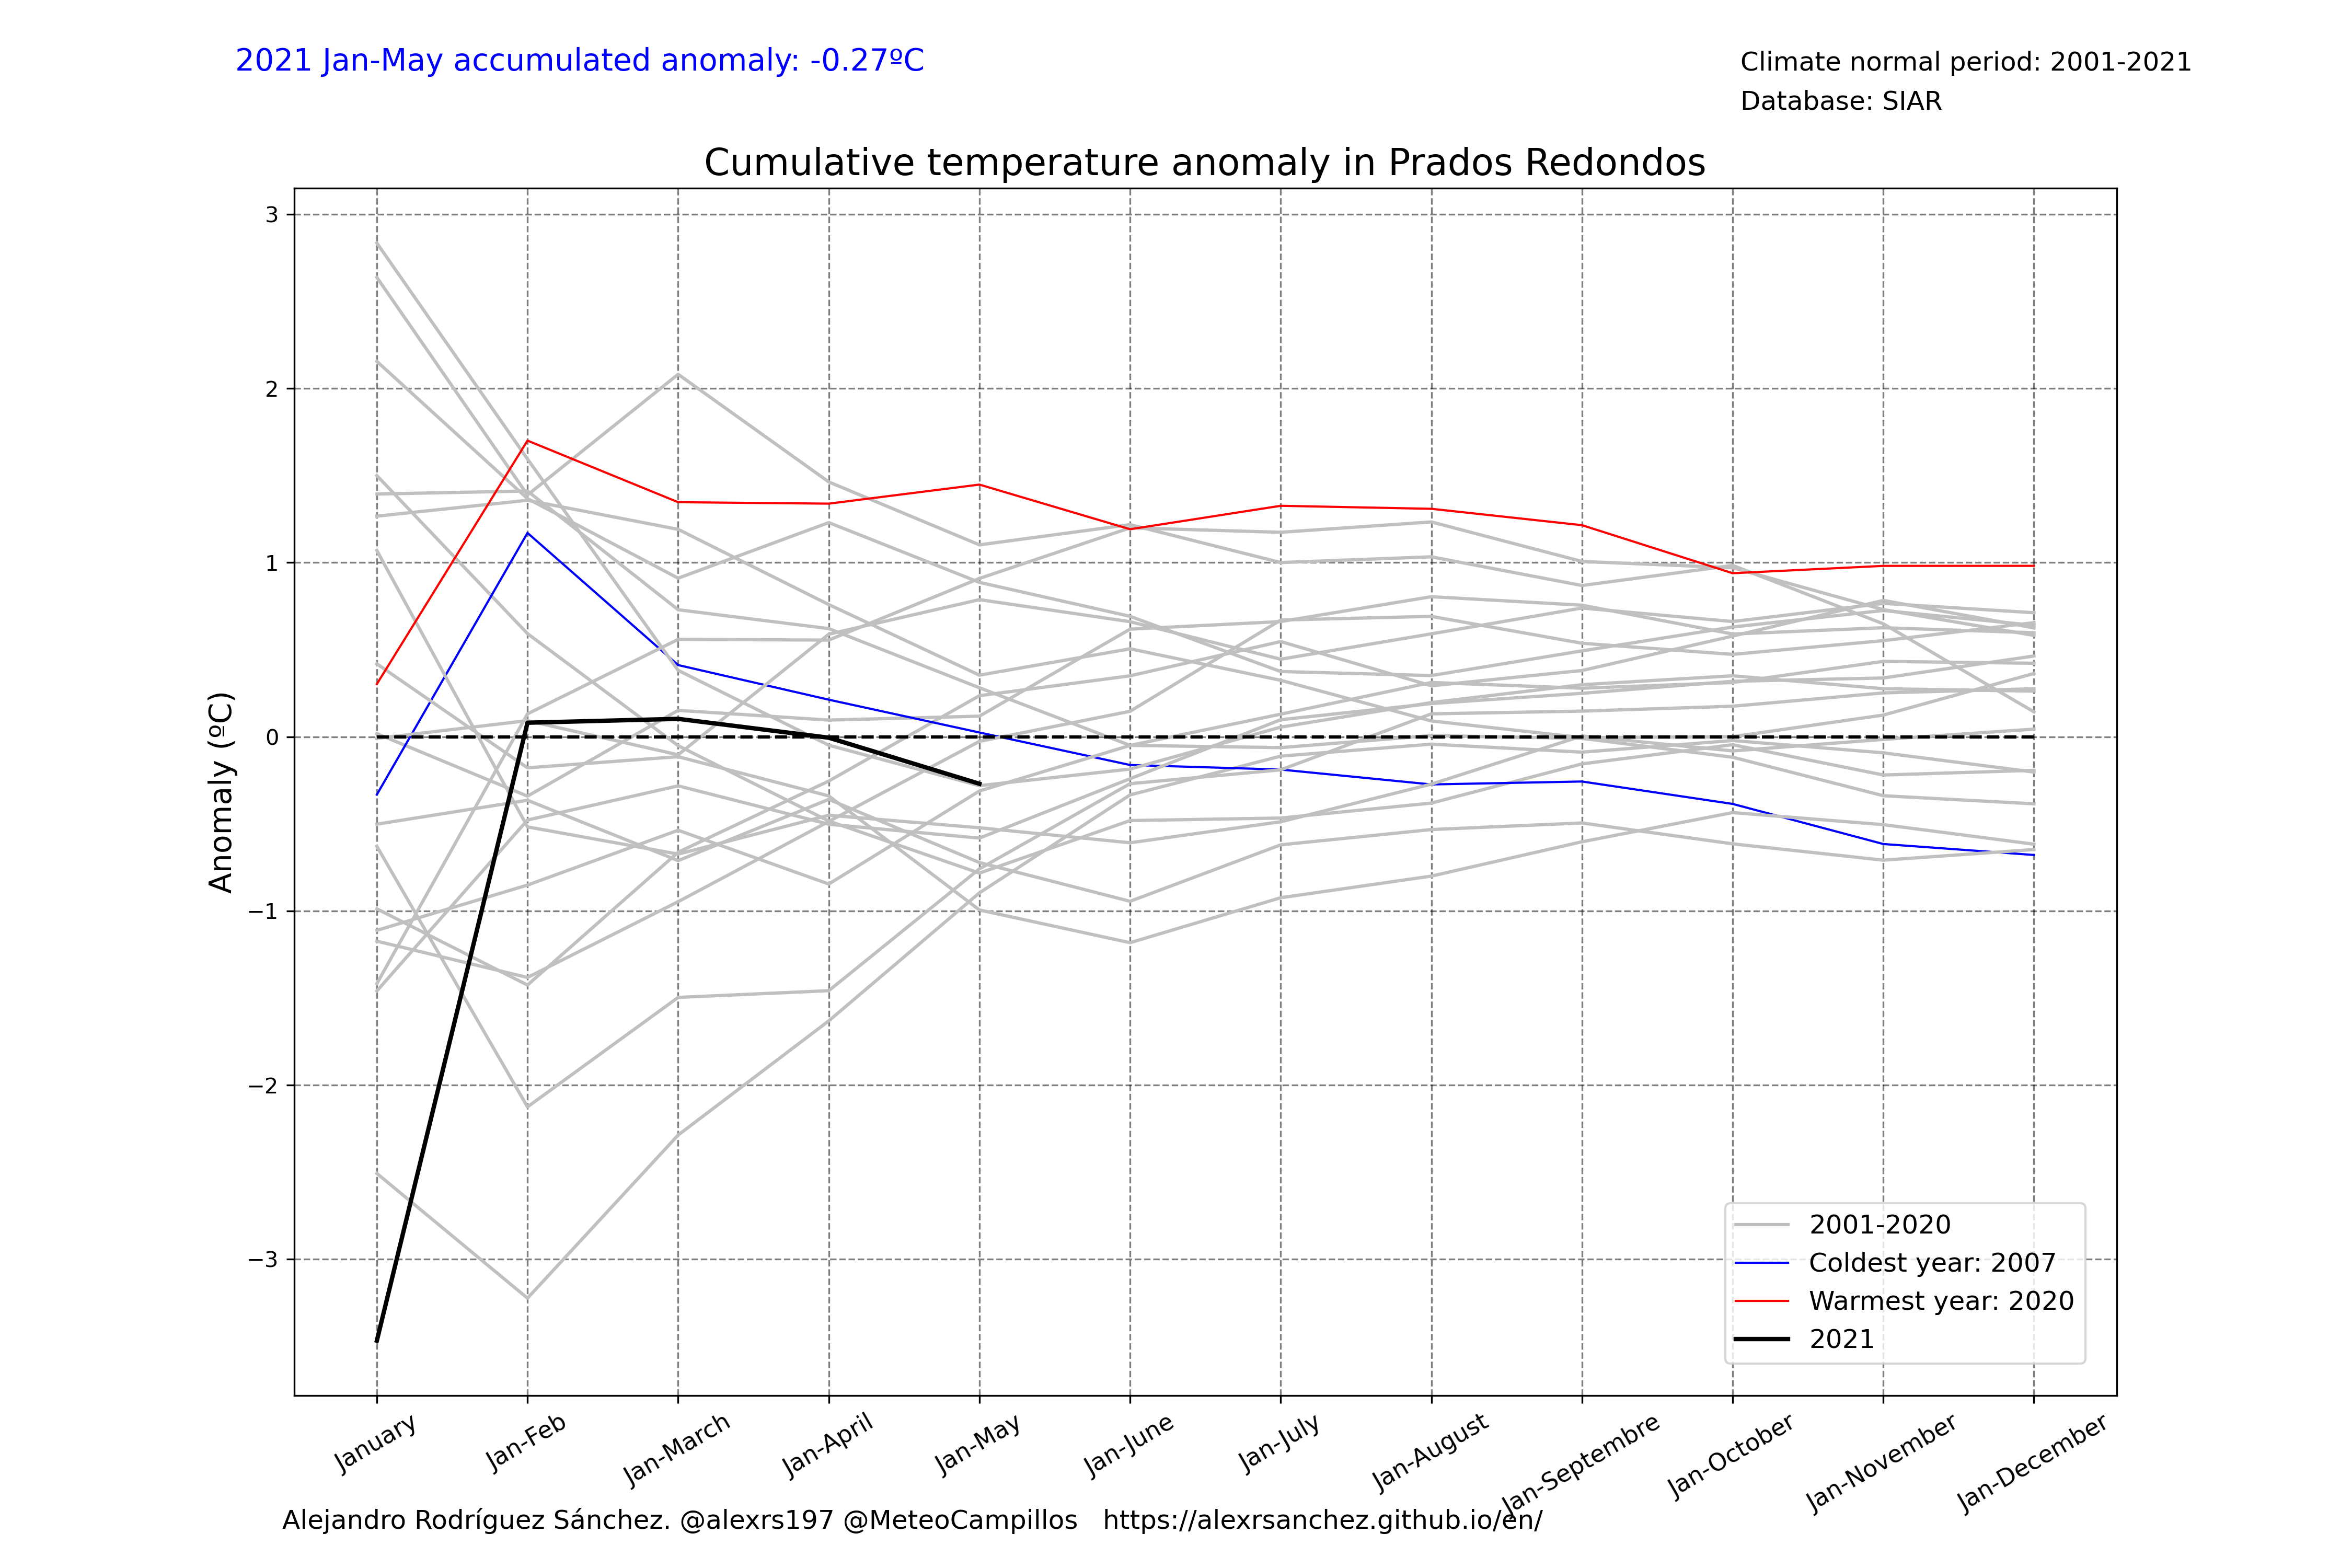 2021 Jan-May accumulated anomaly: -0.27ºC
Climate normal period: 2001-2021
Database: SIAR
Cumulative temperature anomaly in Prados Redondos
Anomaly (ºC)
3
2
1
0
−1
−2
−3
2001-2020
Coldest year: 2007
Warmest year: 2020
2021
January
Jan-Feb
Jan-March
Jan-April
Jan-May
Jan-June
Jan-July
Jan-August
Jan-Septembre
Jan-October
Jan-November
Jan-December
Alejandro Rodríguez Sánchez. @alexrs197 @MeteoCampillos https://alexrsanchez.github.io/en/